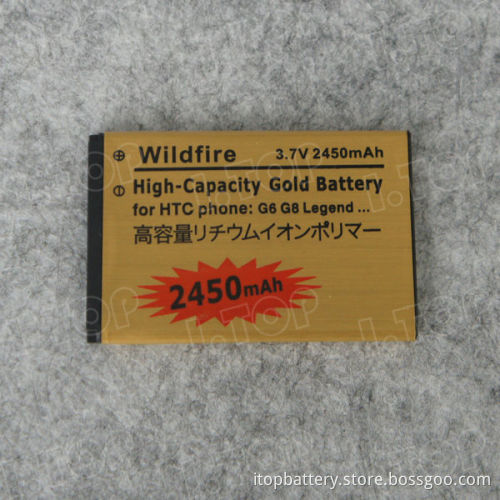 Wildfire 3.7V 2450mAh
High-Capacity Gold Battery
for HTC phone: G6 G8 Legend ...
高容量リチウムイオンポリマー
2450mAh
I.TOP
itopbattery.store.bossgoo.com